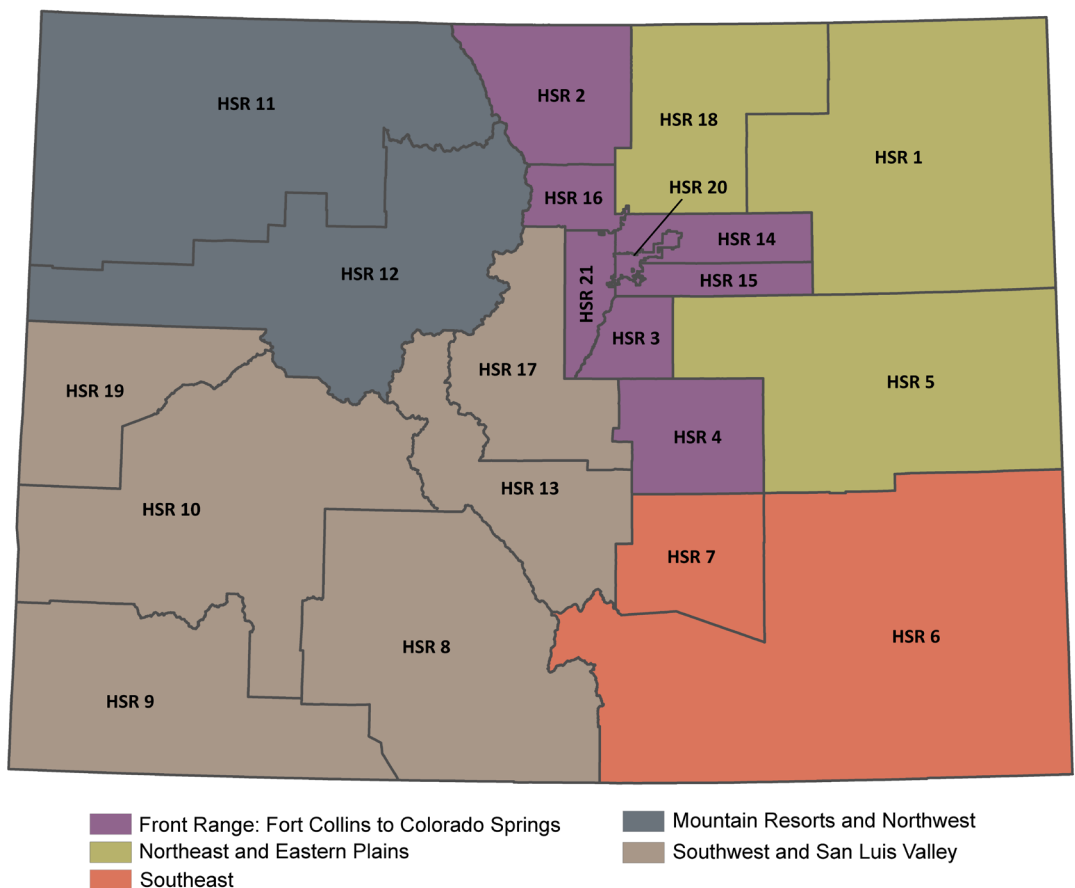 HSR 11
HSR 2
HSR 18
HSR 1
HSR 20
HSR 16
HSR 14
HSR 12
HSR 15
HSR 21
HSR 3
HSR 17
HSR 5
HSR 19
HSR 4
HSR 13
HSR 10
HSR 7
HSR 6
HSR 8
HSR 9
Front Range: Fort Collins to Colorado Springs
Northeast and Eastern Plains
Southeast
Mountain Resorts and Northwest
Southwest and San Luis Valley